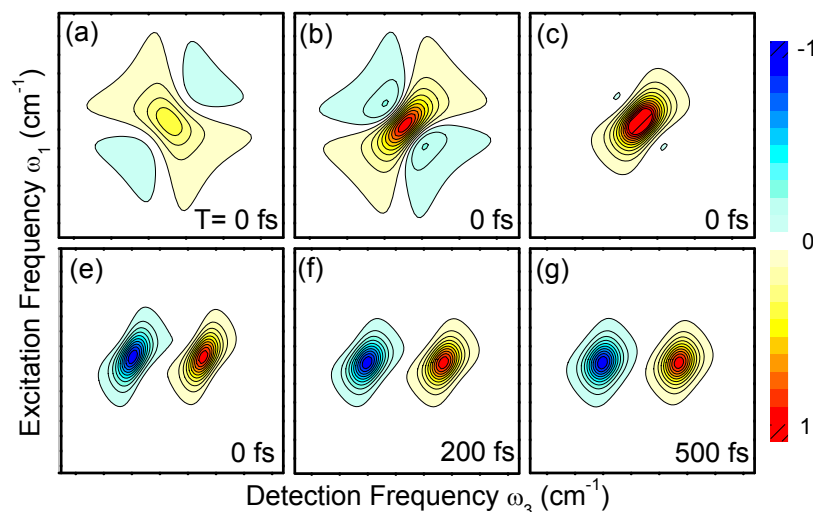 (a)
T= 0 fs
(b)
0 fs
(c)
0 fs
-1
0
1
(e)
0 fs
(f)
200 fs
(g)
500 fs
Excitation Frequency ω₁ (cm⁻¹)
Detection Frequency ω₃ (cm⁻¹)